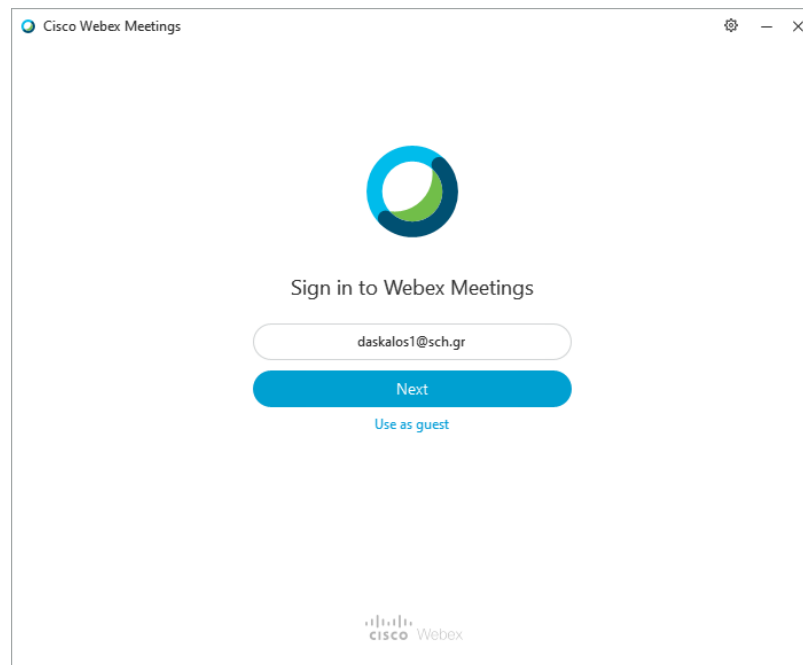 Cisco Webex Meetings
Sign in to Webex Meetings
daskalos1@sch.gr
Next
Use as guest
cisco Webex